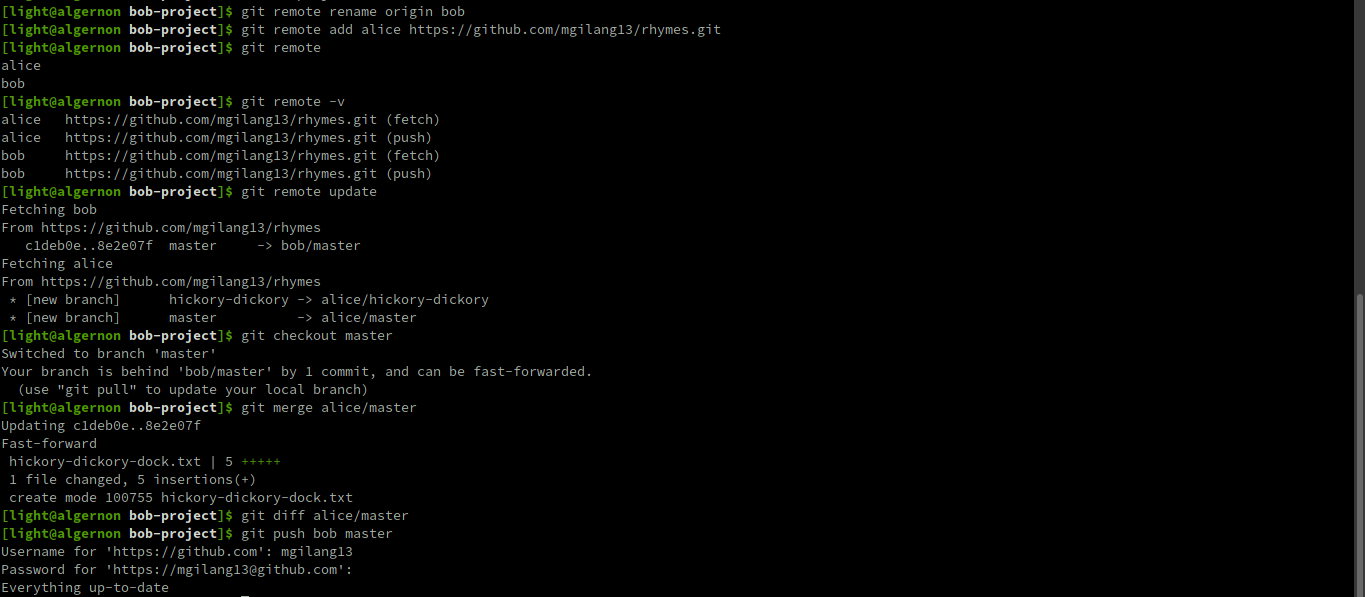 [light@algernon bob-project]$ git remote rename origin bob
[light@algernon bob-project]$ git remote add alice https://github.com/mgilang13/rhymes.git
[light@algernon bob-project]$ git remote
alice
bob
[light@algernon bob-project]$ git remote -v
alice   https://github.com/mgilang13/rhymes.git (fetch)
alice   https://github.com/mgilang13/rhymes.git (push)
bob     https://github.com/mgilang13/rhymes.git (fetch)
bob     https://github.com/mgilang13/rhymes.git (push)
[light@algernon bob-project]$ git remote update
Fetching bob
From https://github.com/mgilang13/rhymes
   c1deb0e..8e2e07f  master     -> bob/master
Fetching alice
From https://github.com/mgilang13/rhymes
 * [new branch]      hickory-dickory -> alice/hickory-dickory
 * [new branch]      master          -> alice/master
[light@algernon bob-project]$ git checkout master
Switched to branch 'master'
Your branch is behind 'bob/master' by 1 commit, and can be fast-forwarded.
  (use "git pull" to update your local branch)
[light@algernon bob-project]$ git merge alice/master
Updating c1deb0e..8e2e07f
Fast-forward
 hickory-dickory-dock.txt | 5 +++++
 1 file changed, 5 insertions(+)
 create mode 100755 hickory-dickory-dock.txt
[light@algernon bob-project]$ git diff alice/master
[light@algernon bob-project]$ git push bob master
Username for 'https://github.com': mgilang13
Password for 'https://mgilang13@github.com':
Everything up-to-date